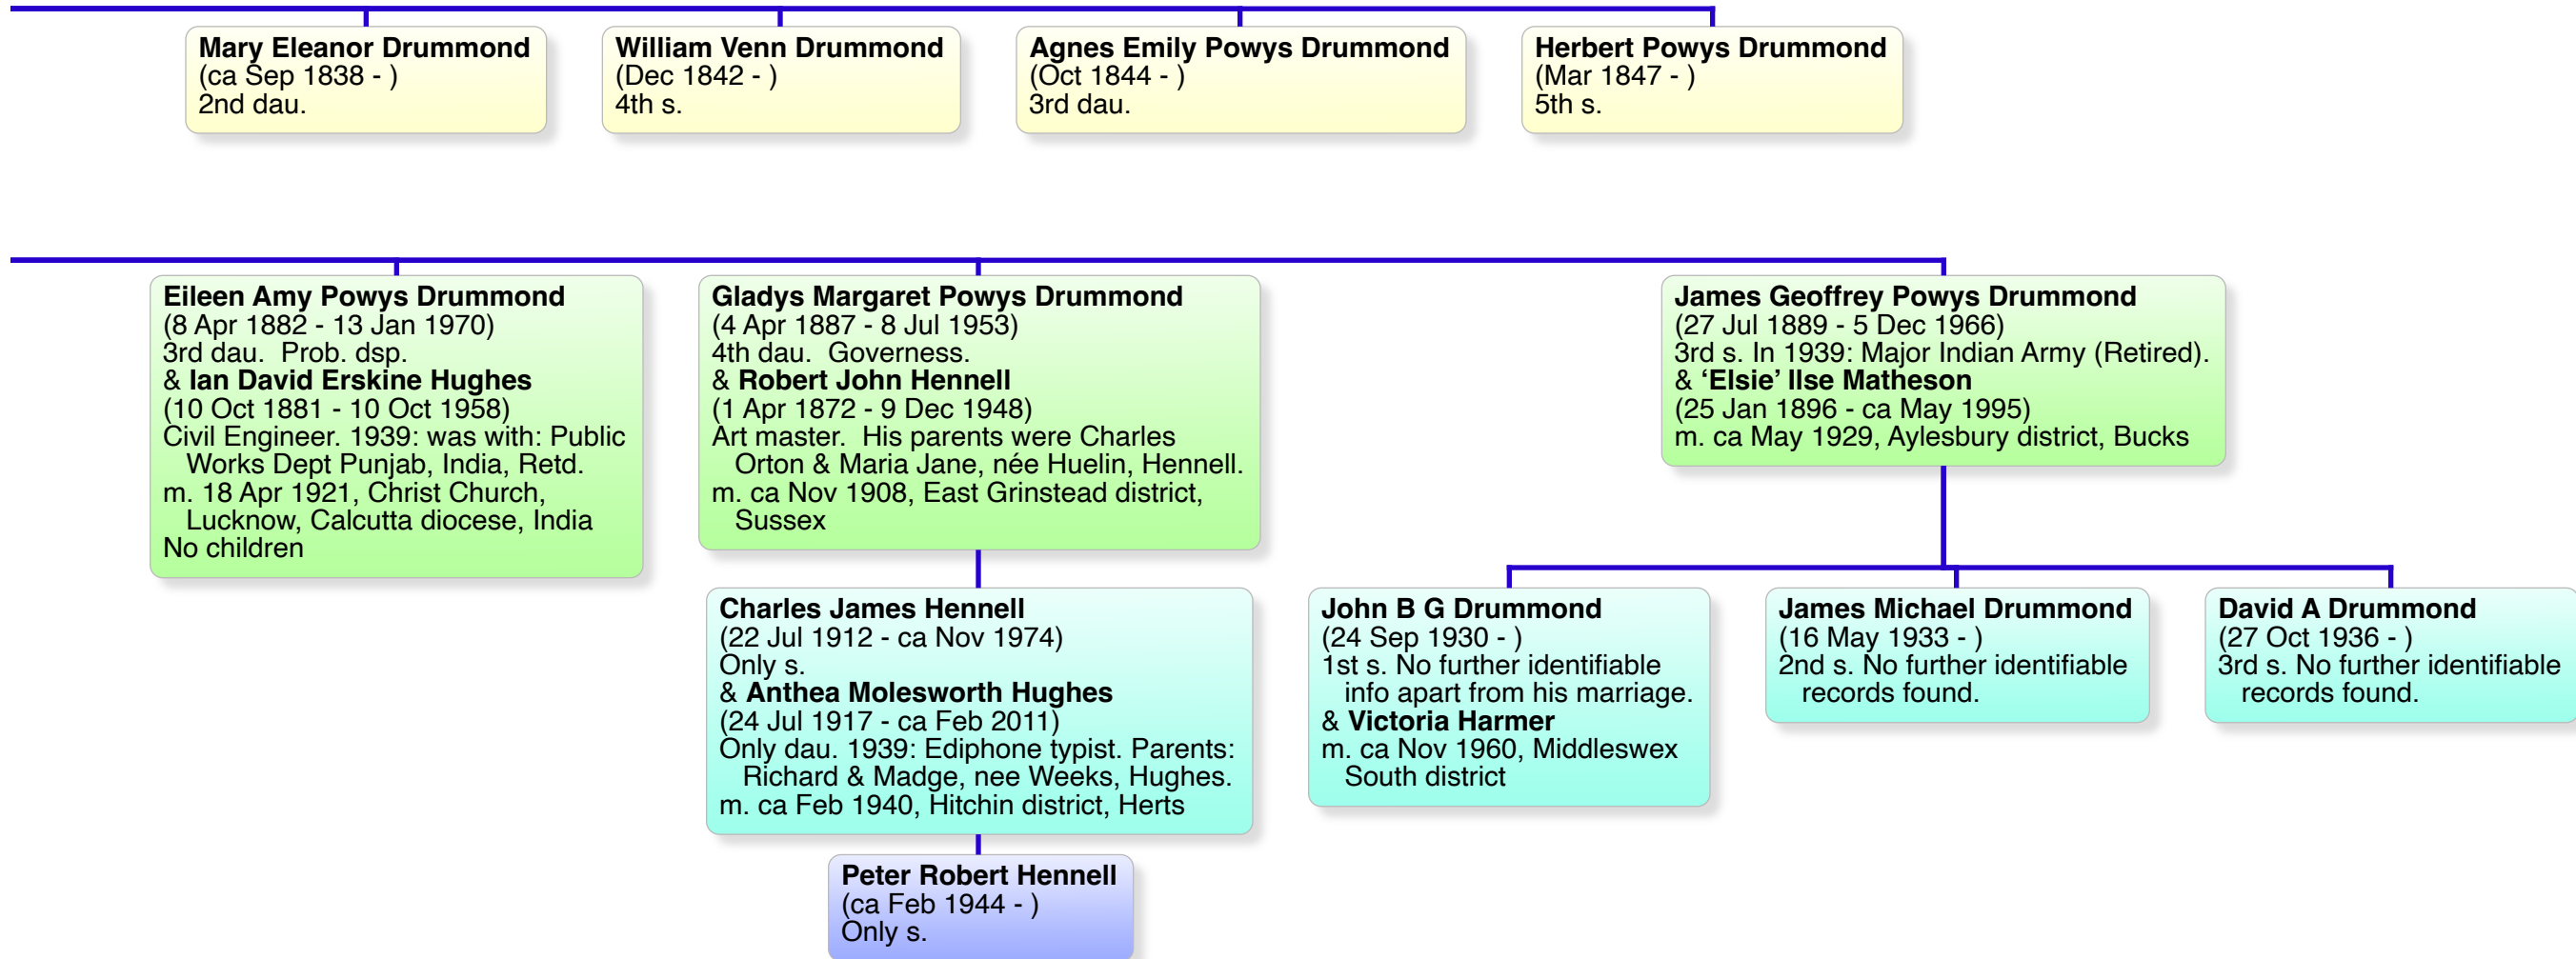 Mary Eleanor Drummond
(ca Sep 1838 - )
2nd dau.
William Venn Drummond
(Dec 1842 - )
4th s.
Agnes Emily Powys Drummond
(Oct 1844 - )
3rd dau.
Herbert Powys Drummond
(Mar 1847 - )
5th s.
Eileen Amy Powys Drummond
(8 Apr 1882 - 13 Jan 1970)
3rd dau.  Prob. dsp.
& Ian David Erskine Hughes
(10 Oct 1881 - 10 Oct 1958)
Civil Engineer. 1939: was with: Public
Works Dept Punjab, India, Retd.
m. 18 Apr 1921, Christ Church,
Lucknow, Calcutta diocese, India
No children
Gladys Margaret Powys Drummond
(4 Apr 1887 - 8 Jul 1953)
4th dau.  Governess.
& Robert John Hennell
(1 Apr 1872 - 9 Dec 1948)
Art master.  His parents were Charles
Orton & Maria Jane, née Huelin, Hennell.
m. ca Nov 1908, East Grinstead district,
Sussex
James Geoffrey Powys Drummond
(27 Jul 1889 - 5 Dec 1966)
3rd s. In 1939: Major Indian Army (Retired).
& ‘Elsie’ Ilse Matheson
(25 Jan 1896 - ca May 1995)
m. ca May 1929, Aylesbury district, Bucks
Charles James Hennell
(22 Jul 1912 - ca Nov 1974)
Only s.
& Anthea Molesworth Hughes
(24 Jul 1917 - ca Feb 2011)
Only dau. 1939: Ediphone typist. Parents:
Richard & Madge, nee Weeks, Hughes.
m. ca Feb 1940, Hitchin district, Herts
John B G Drummond
(24 Sep 1930 - )
1st s. No further identifiable
info apart from his marriage.
& Victoria Harmer
m. ca Nov 1960, Middleswex
South district
James Michael Drummond
(16 May 1933 - )
2nd s. No further identifiable
records found.
David A Drummond
(27 Oct 1936 - )
3rd s. No further identifiable
records found.
Peter Robert Hennell
(ca Feb 1944 - )
Only s.